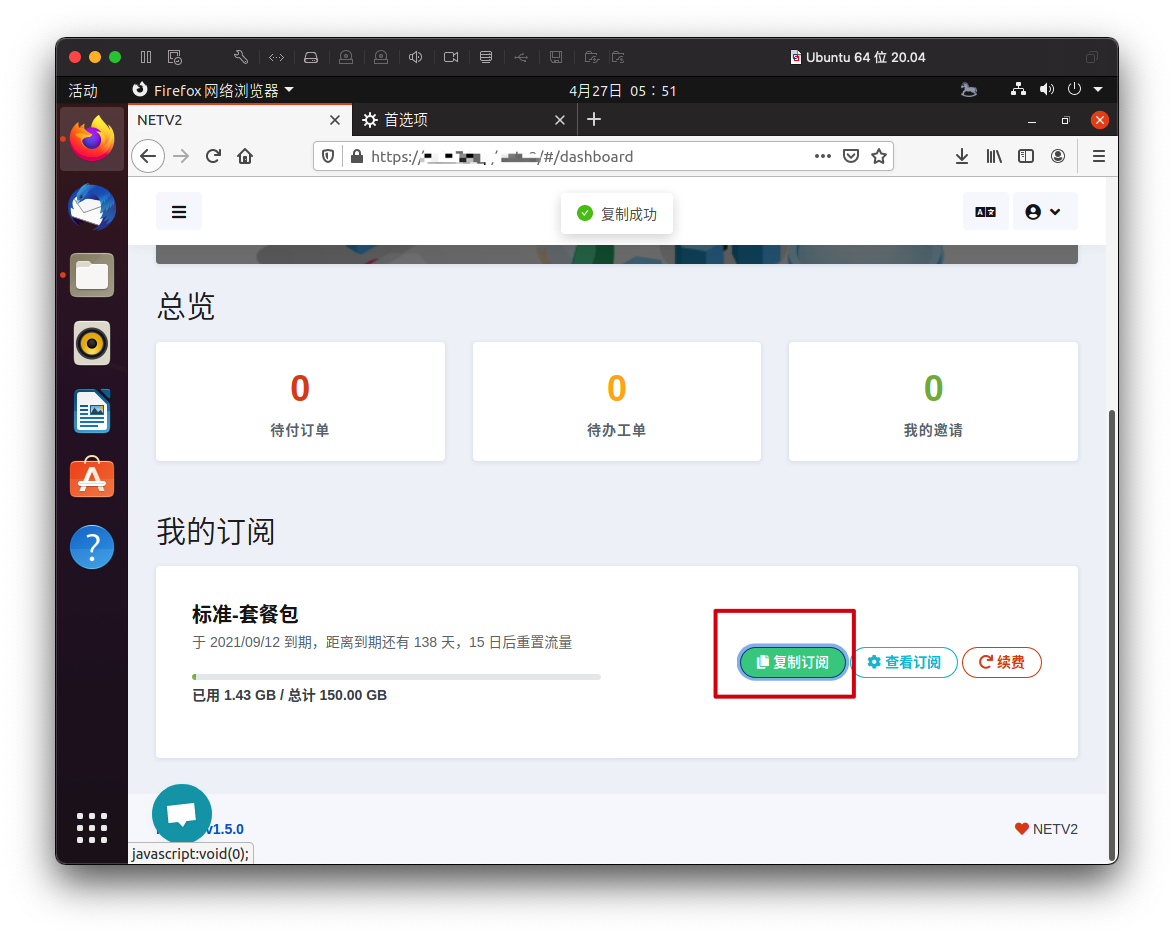 Ubuntu 64 位 20.04
活动
Firefox 网络浏览器
4月27日 05：51
NETV2
首选项
https:/
/#/dashboard
复制成功
总览
0
待付订单
0
待办工单
0
我的邀请
我的订阅
标准-套餐包
于 2021/09/12 到期，距离到期还有 138 天，15 日后重置流量
已用 1.43 GB / 总计 150.00 GB
复制订阅
查看订阅
续费
v1.5.0
NETV2
javascript:void(0);